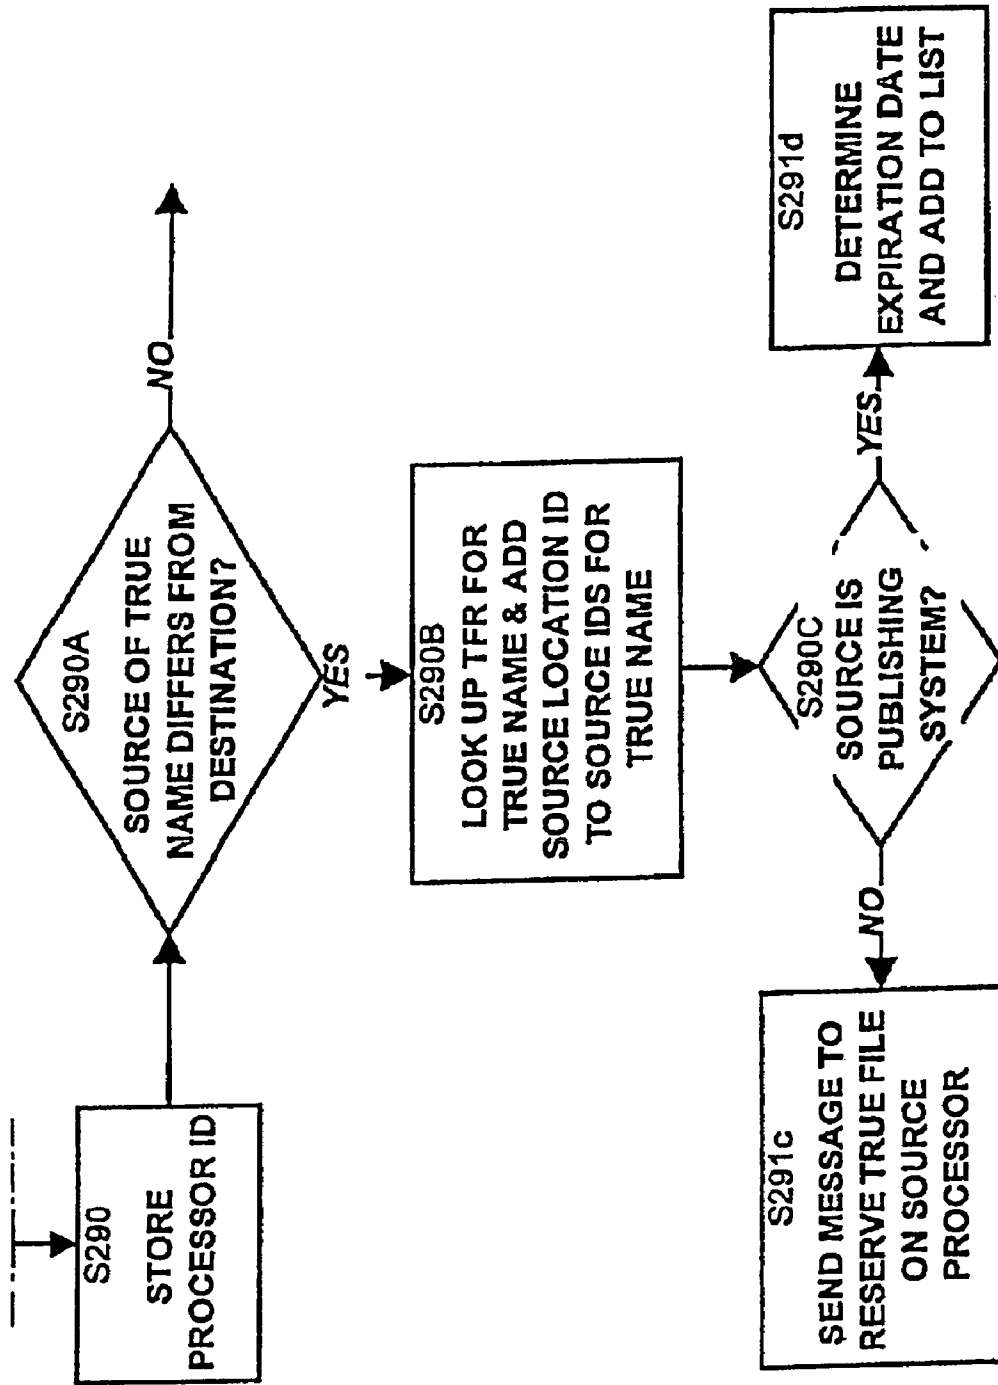 S290
STORE
PROCESSOR ID
S290A
SOURCE OF TRUE
NAME DIFFERS FROM
DESTINATION?
NO
YES
S290B
LOOK UP TFR FOR
TRUE NAME & ADD
SOURCE LOCATION ID
TO SOURCE IDS FOR
TRUE NAME
S290C
SOURCE IS
PUBLISHING
SYSTEM?
NO
YES
S291c
SEND MESSAGE TO
RESERVE TRUE FILE
ON SOURCE
PROCESSOR
S291d
DETERMINE
EXPIRATION DATE
AND ADD TO LIST